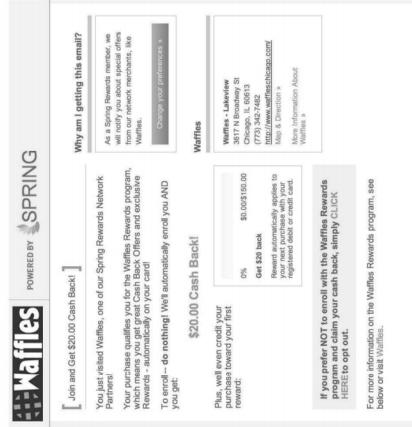 Waffles POWERED BY SPRING
[ Join and Get $20.00 Cash Back! ]
You just visited Waffles, one of our Spring Rewards Network
Partners!
Your purchase qualifies you for the Waffles Rewards program,
which means you get great Cash Back Offers and exclusive
Rewards - automatically on your card!
To enroll -- do nothing! We'll automatically enroll you AND
you get:
$20.00 Cash Back!
Plus, we'll even credit your
purchase toward your first
reward:
0% $0.00/$150.00
Get $20 back
Reward automatically applies to
your next purchase with your
registered debit or credit card.
If you prefer NOT to enroll with the Waffles Rewards
program and claim your cash back, simply CLICK
HERE to opt out.
For more information on the Waffles Rewards program, see
below or visit Waffles.
Why am I getting this email?
As a Spring Rewards member, we
will notify you about special offers
from our network merchants, like
Waffles.
Change your preferences »
Waffles
Waffles - Lakeview
3617 N Broadway St
Chicago, IL 60613
(773) 342-7482
http://www.waffleschicago.com/
Map & Direction »
More Information About
Waffles »